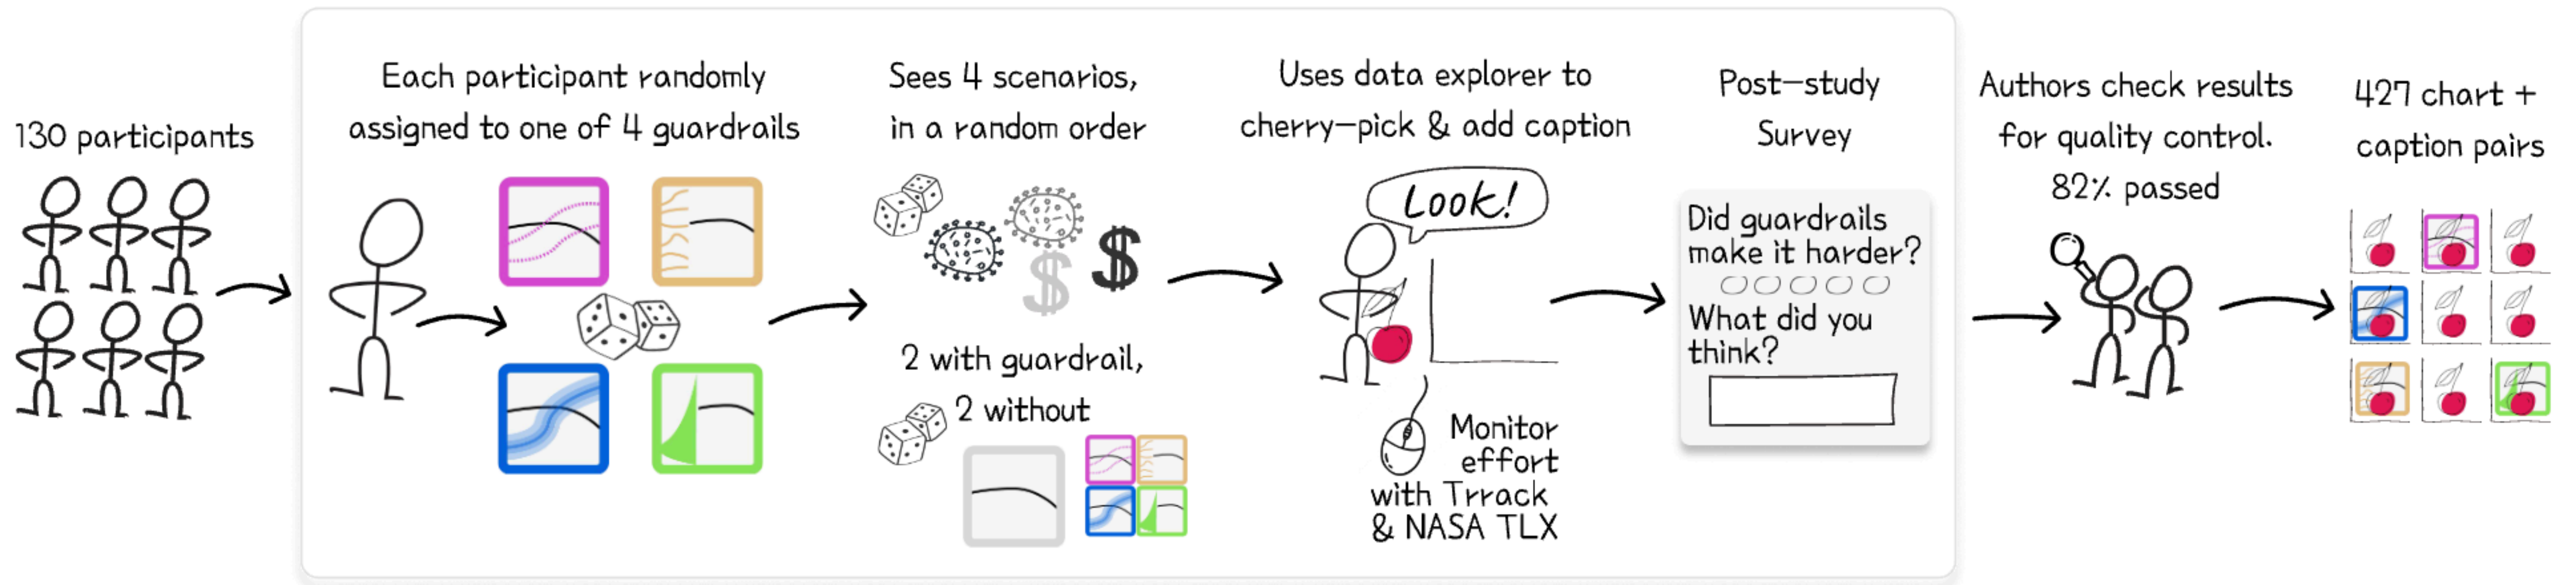 130 participants
Each participant randomly
assigned to one of 4 guardrails
Sees 4 scenarios,
in a random order
$
$
2 with guardrail,
2 without
Uses data explorer to
cherry-pick & add caption
Look!
Monitor
effort
with Trrack
& NASA TLX
Post-study
Survey
Did guardrails
make it harder?
What did you
think?
Authors check results
for quality control.
82% passed
427 chart +
caption pairs